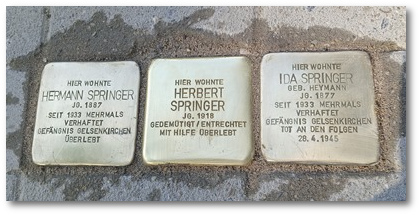 HIER WOHNTE
HERMANN SPRINGER
JG. 1887
SEIT 1933 MEHRMALS
VERHAFTET
GEFÄNGNIS GELSENKIRCHEN
ÜBERLEBT
HIER WOHNTE
HERBERT
SPRINGER
JG. 1918
GEDEMÜTIGT / ENTRECHTET
MIT HILFE ÜBERLEBT
HIER WOHNTE
IDA SPRINGER
GEB. HEYMANN
JG. 1877
SEIT 1933 MEHRMALS
VERHAFTET
GEFÄNGNIS GELSENKIRCHEN
TOT AN DEN FOLGEN
28.4.1945